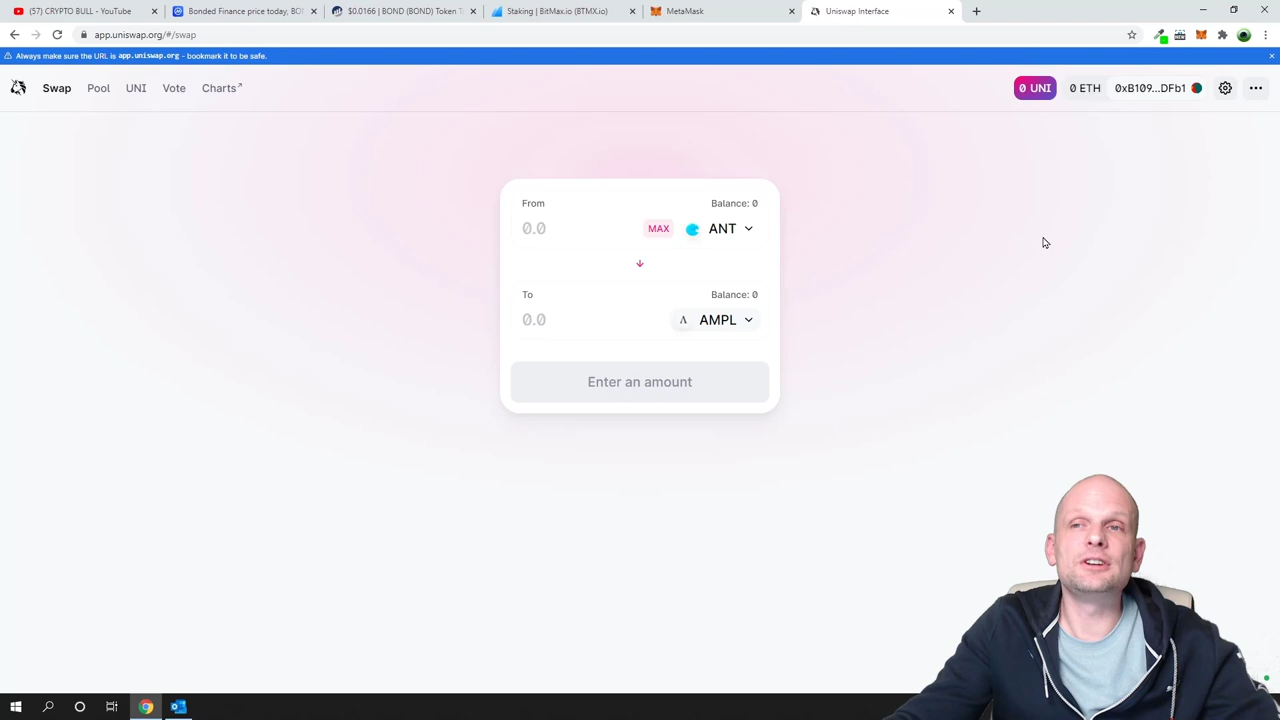 (57) CRYPTO BULL - YouTube
Bonded Finance price today, BO
$0.0166 | BOND (BOND) Token T
Staking | BitMax.io (BTMX.io)
MetaMask
Uniswap Interface
app.uniswap.org/#/swap
Always make sure the URL is app.uniswap.org - bookmark it to be safe.
Swap
Pool
UNI
Vote
Charts↗
0 UNI
0 ETH
0xB109...DFb1
From
Balance: 0
0.0
MAX
ANT
To
Balance: 0
0.0
AMPL
Enter an amount